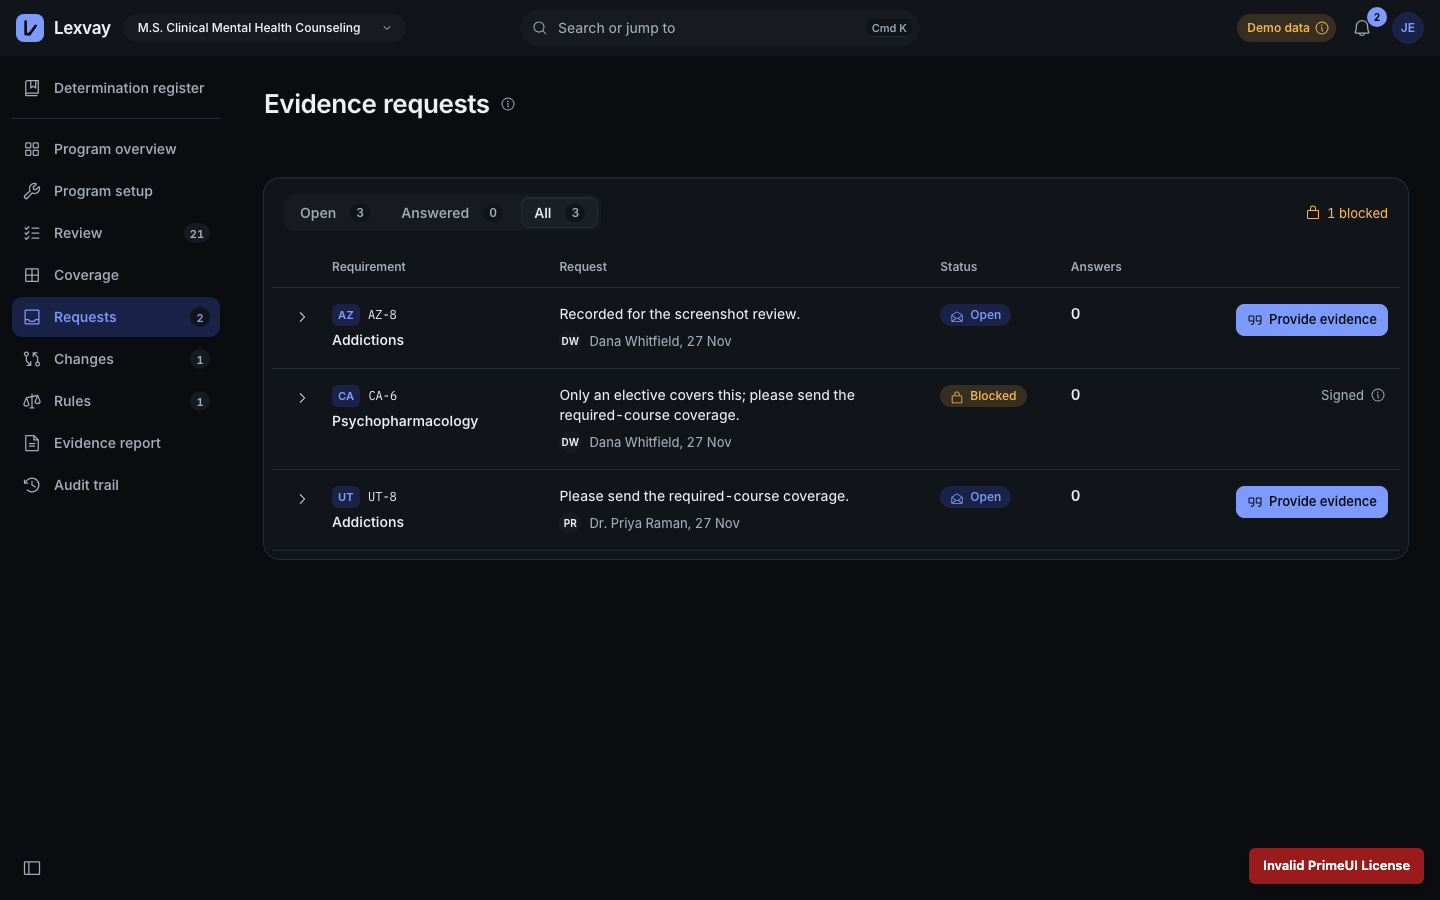 Lexvay
M.S. Clinical Mental Health Counseling
Search or jump to
Cmd K
Demo data
2
JE
Determination register
Program overview
Program setup
Review 21
Coverage
Requests 2
Changes 1
Rules 1
Evidence report
Audit trail
Evidence requests
Open 3
Answered 0
All 3
1 blocked
Requirement Request Status Answers
AZ AZ-8
Addictions
Recorded for the screenshot review.
DW Dana Whitfield, 27 Nov
Open
0
Provide evidence
CA CA-6
Psychopharmacology
Only an elective covers this; please send the
required-course coverage.
DW Dana Whitfield, 27 Nov
Blocked
0
Signed
UT UT-8
Addictions
Please send the required-course coverage.
PR Dr. Priya Raman, 27 Nov
Open
0
Provide evidence
Invalid PrimeUI License